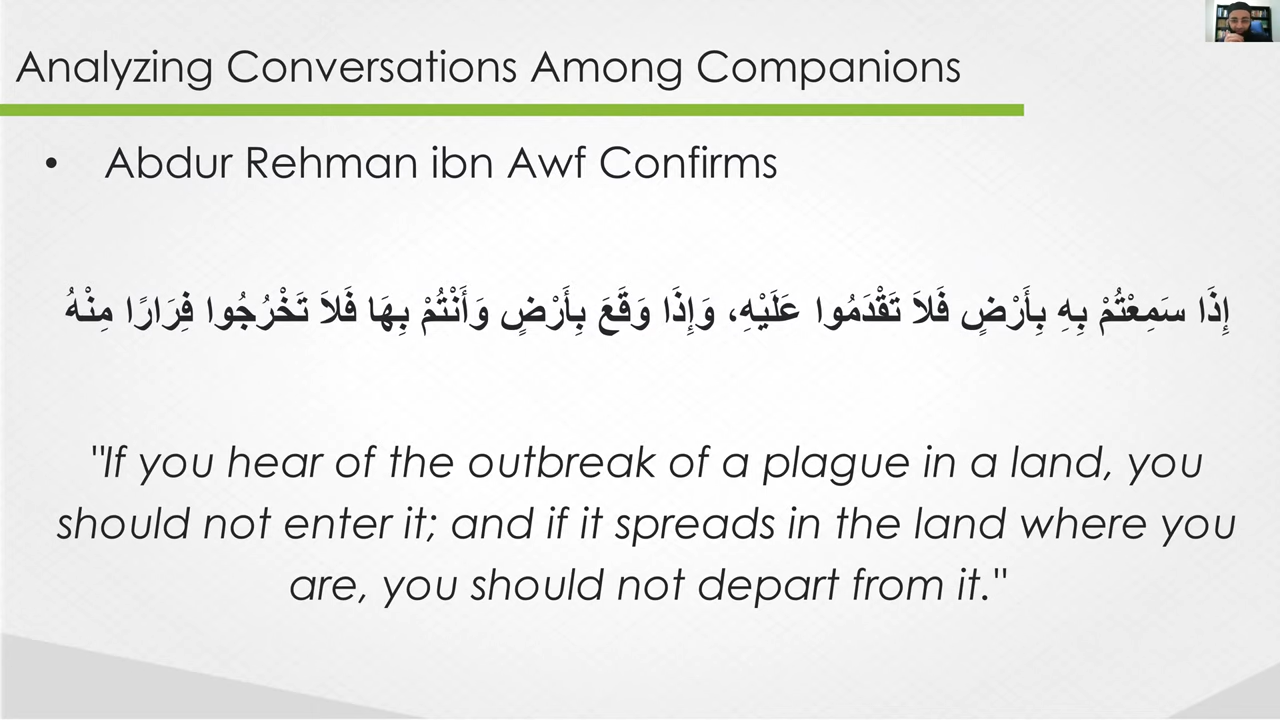 Analyzing Conversations Among Companions
• Abdur Rehman ibn Awf Confirms
إِذَا سَمِعْتُمْ بِهِ بِأَرْضٍ فَلاَ تَقْدَمُوا عَلَيْهِ، وَإِذَا وَقَعَ بِأَرْضٍ وَأَنْتُمْ بِهَا فَلاَ تَخْرُجُوا فِرَارًا مِنْهُ
"If you hear of the outbreak of a plague in a land, you
should not enter it; and if it spreads in the land where you
are, you should not depart from it."